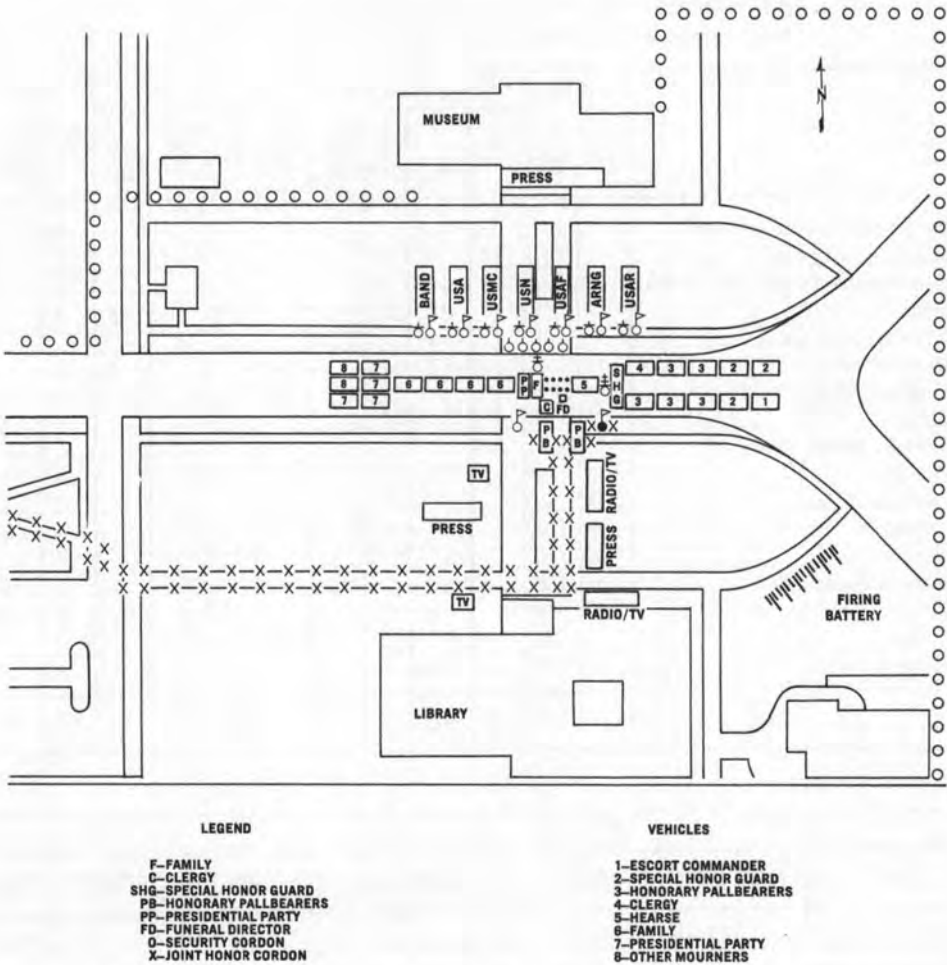 N
MUSEUM
PRESS
BAND
USA
USMC
USN
USAF
ARNG
USAR
8 7
8 7
7 7
6 6 6 6
PP
F
5
SHG
4 3 3 2 2
3 3 3 2 1
C
FD
PB
PB
TV
PRESS
RADIO/TV
PRESS
TV
RADIO/TV
FIRING
BATTERY
LIBRARY
LEGEND
F—FAMILY
C—CLERGY
SHG—SPECIAL HONOR GUARD
PB—HONORARY PALLBEARERS
PP—PRESIDENTIAL PARTY
FD—FUNERAL DIRECTOR
O—SECURITY CORDON
X—JOINT HONOR CORDON
VEHICLES
1—ESCORT COMMANDER
2—SPECIAL HONOR GUARD
3—HONORARY PALLBEARERS
4—CLERGY
5—HEARSE
6—FAMILY
7—PRESIDENTIAL PARTY
8—OTHER MOURNERS